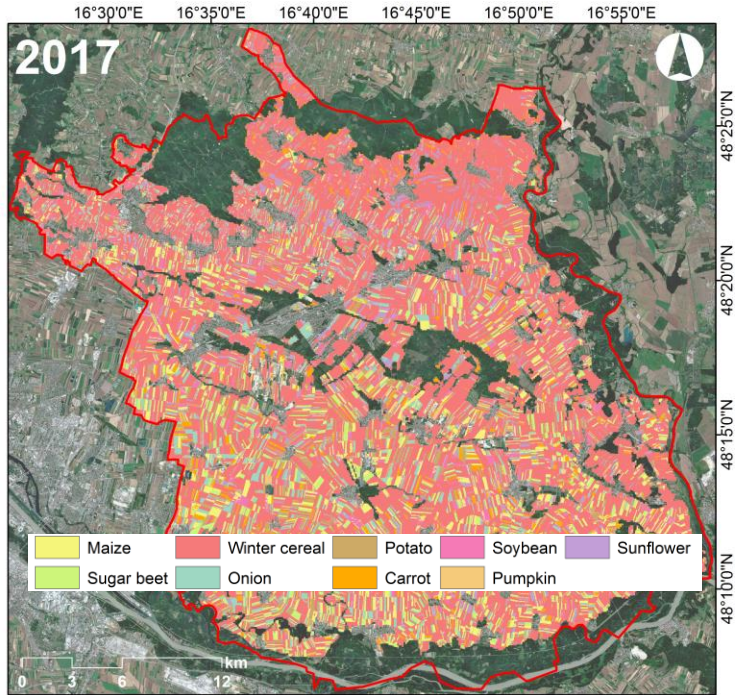 16°30'0"E 16°35'0"E 16°40'0"E 16°45'0"E 16°50'0"E 16°55'0"E
2017
48°25'0"N
48°20'0"N
48°15'0"N
48°10'0"N
Maize Winter cereal Potato Soybean Sunflower
Sugar beet Onion Carrot Pumpkin
km
0 3 6 12